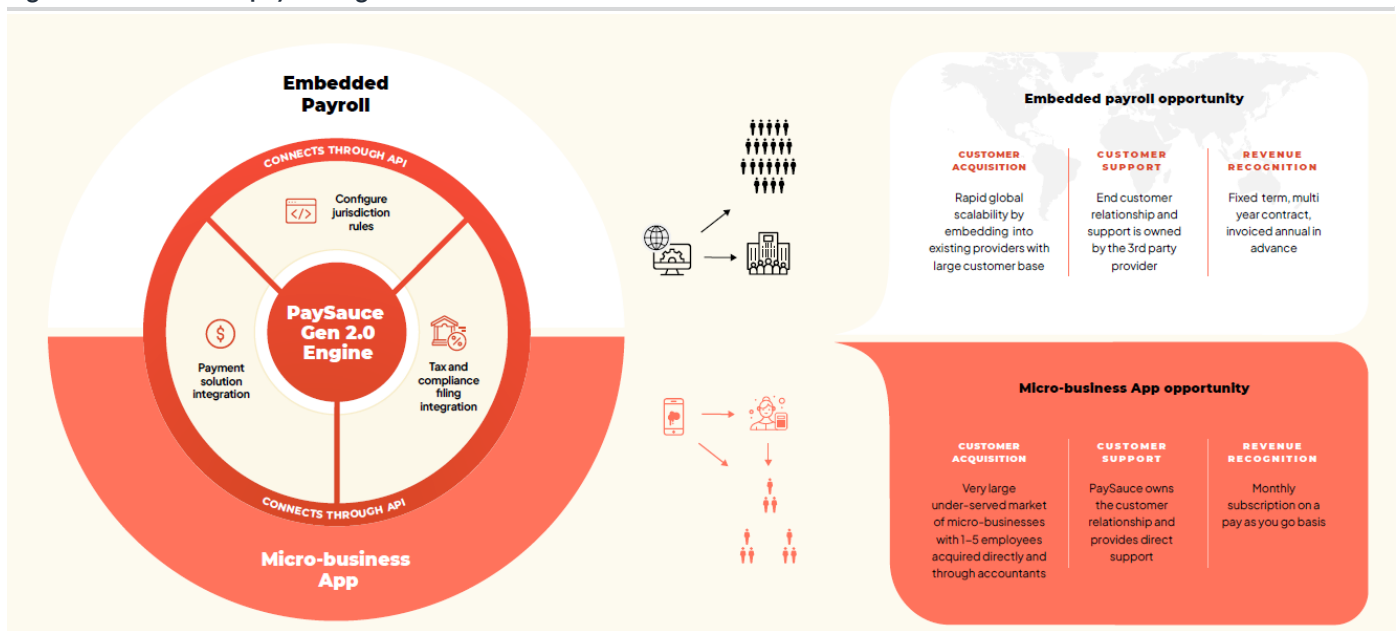 Embedded
Payroll
CONNECTS THROUGH API
Configure
jurisdiction
rules
PaySauce
Gen 2.0
Engine
Payment
solution
integration
Tax and
compliance
filing
integration
CONNECTS THROUGH API
Micro-business
App
Embedded payroll opportunity
CUSTOMER
ACQUISITION
Rapid global
scalability by
embedding into
existing providers with
large customer base
CUSTOMER
SUPPORT
End customer
relationship and
support is owned
by the 3rd party
provider
REVENUE
RECOGNITION
Fixed term, multi
year contract,
invoiced annual in
advance
Micro-business App opportunity
CUSTOMER
ACQUISITION
Very large
under-served market
of micro-businesses
with 1–5 employees
acquired directly and
through accountants
CUSTOMER
SUPPORT
PaySauce owns
the customer
relationship and
provides direct
support
REVENUE
RECOGNITION
Monthly
subscription on a
pay as you go basis